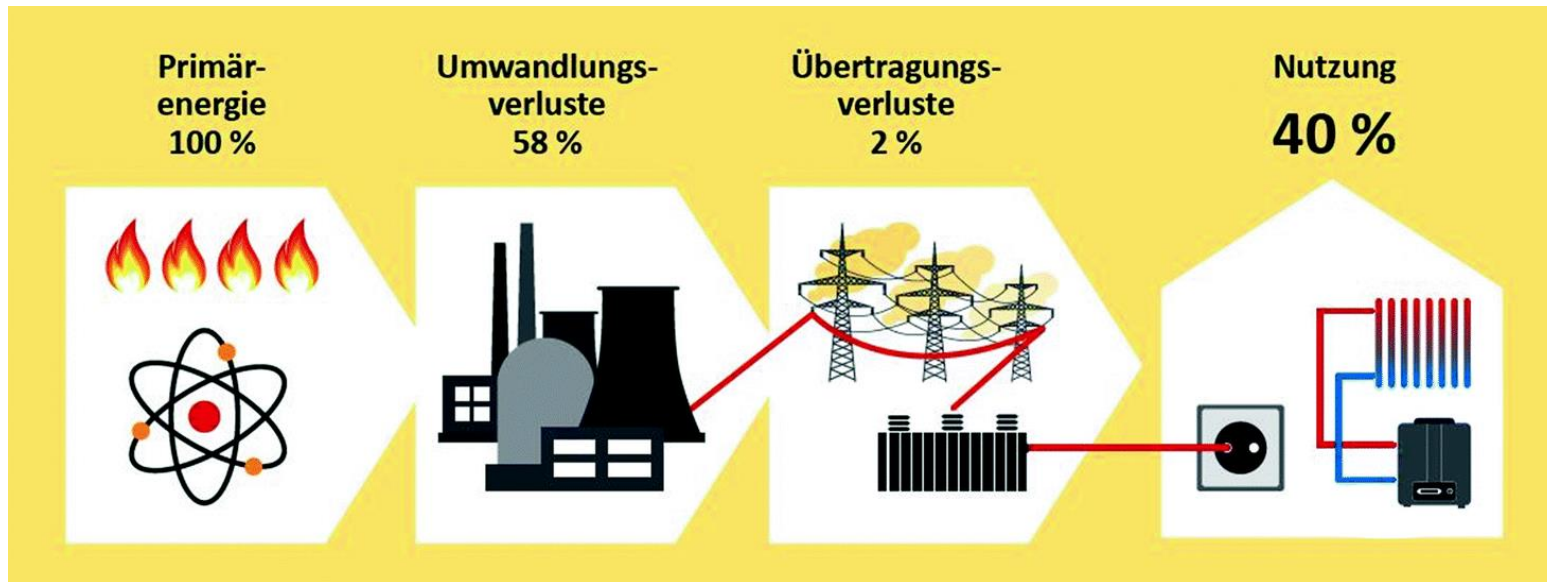 Primär-
energie
100 %
Umwandlungs-
verluste
58 %
Übertragungs-
verluste
2 %
Nutzung
40 %